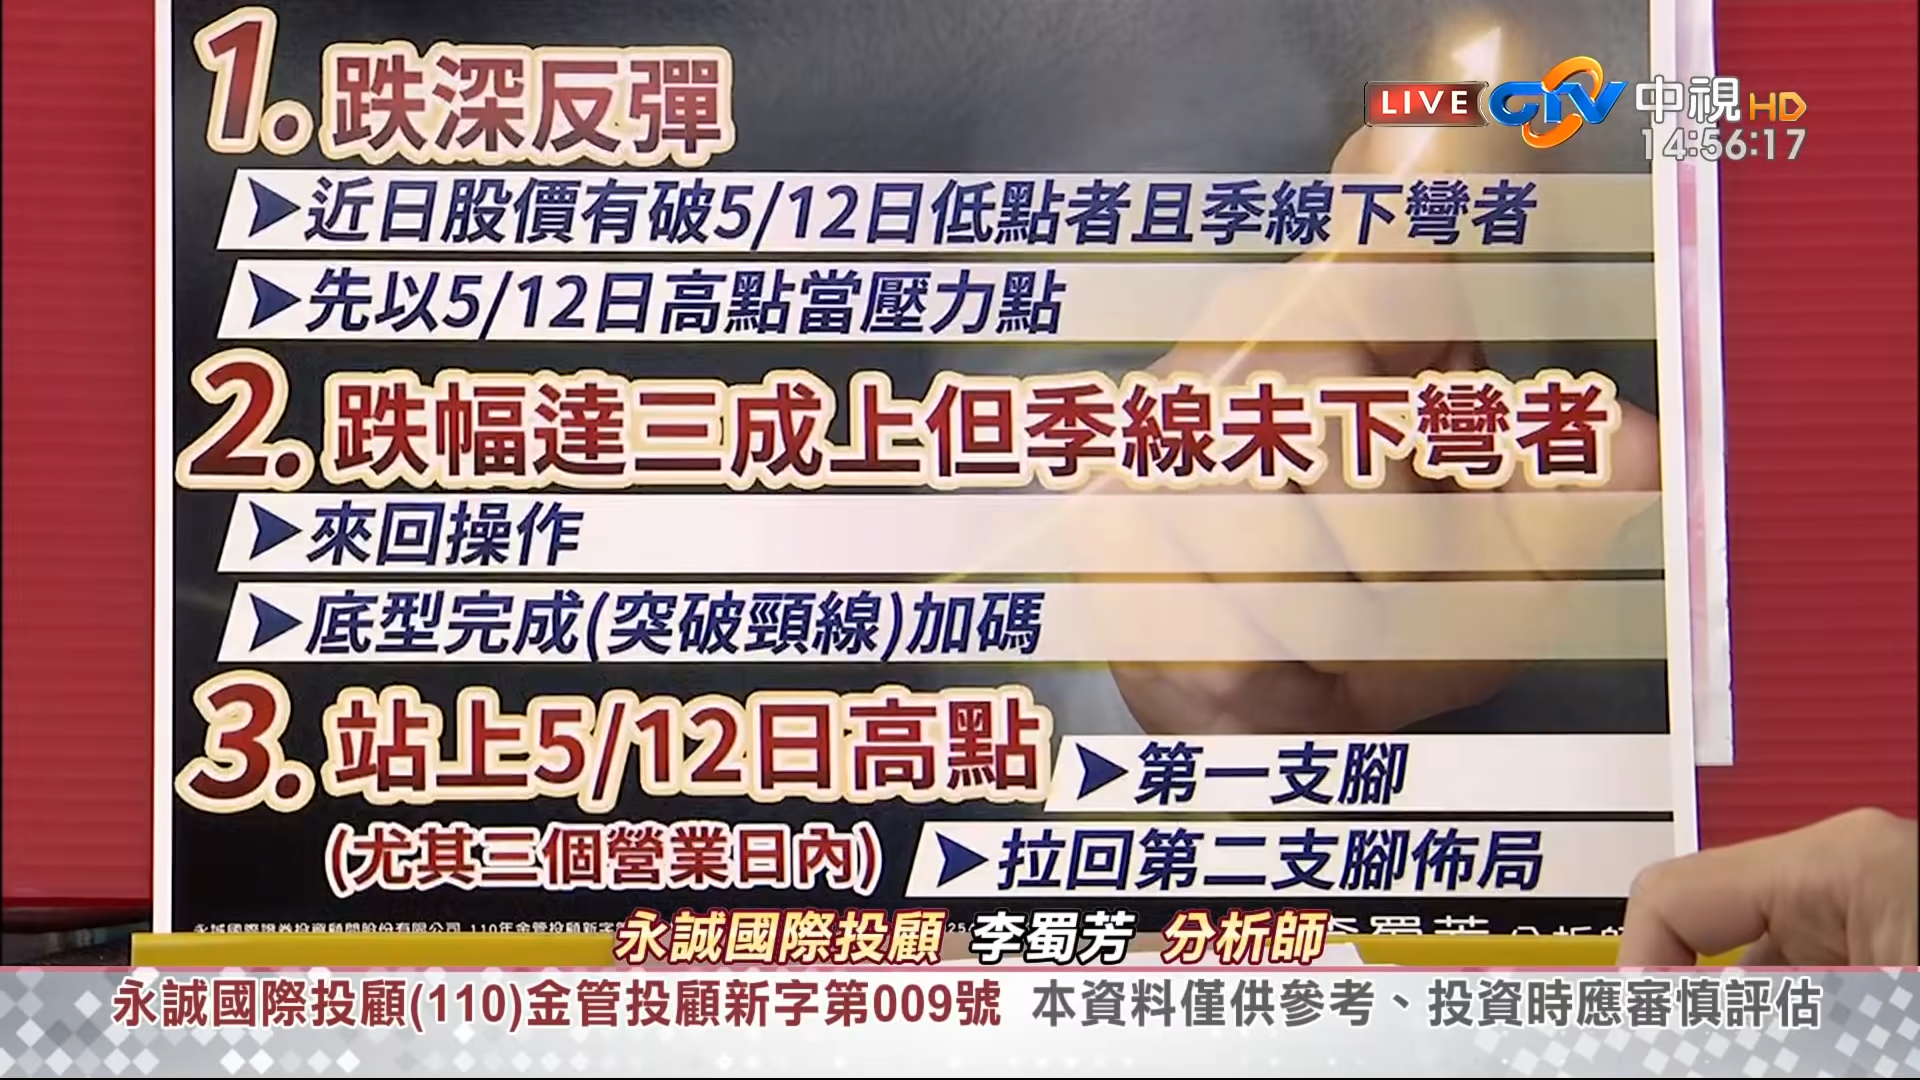 1.跌深反彈
LIVE CTV 中視HD
14:56:17
➤近日股價有破5/12日低點者且季線下彎者
➤先以5/12日高點當壓力點
2.跌幅達三成上但季線未下彎者
➤來回操作
➤底型完成(突破頸線)加碼
3.站上5/12日高點
➤第一支腳
(尤其三個營業日內)
➤拉回第二支腳佈局
永誠國際投顧 李蜀芳 分析師
永誠國際投顧(110)金管投顧新字第009號 本資料僅供參考、投資時應審慎評估